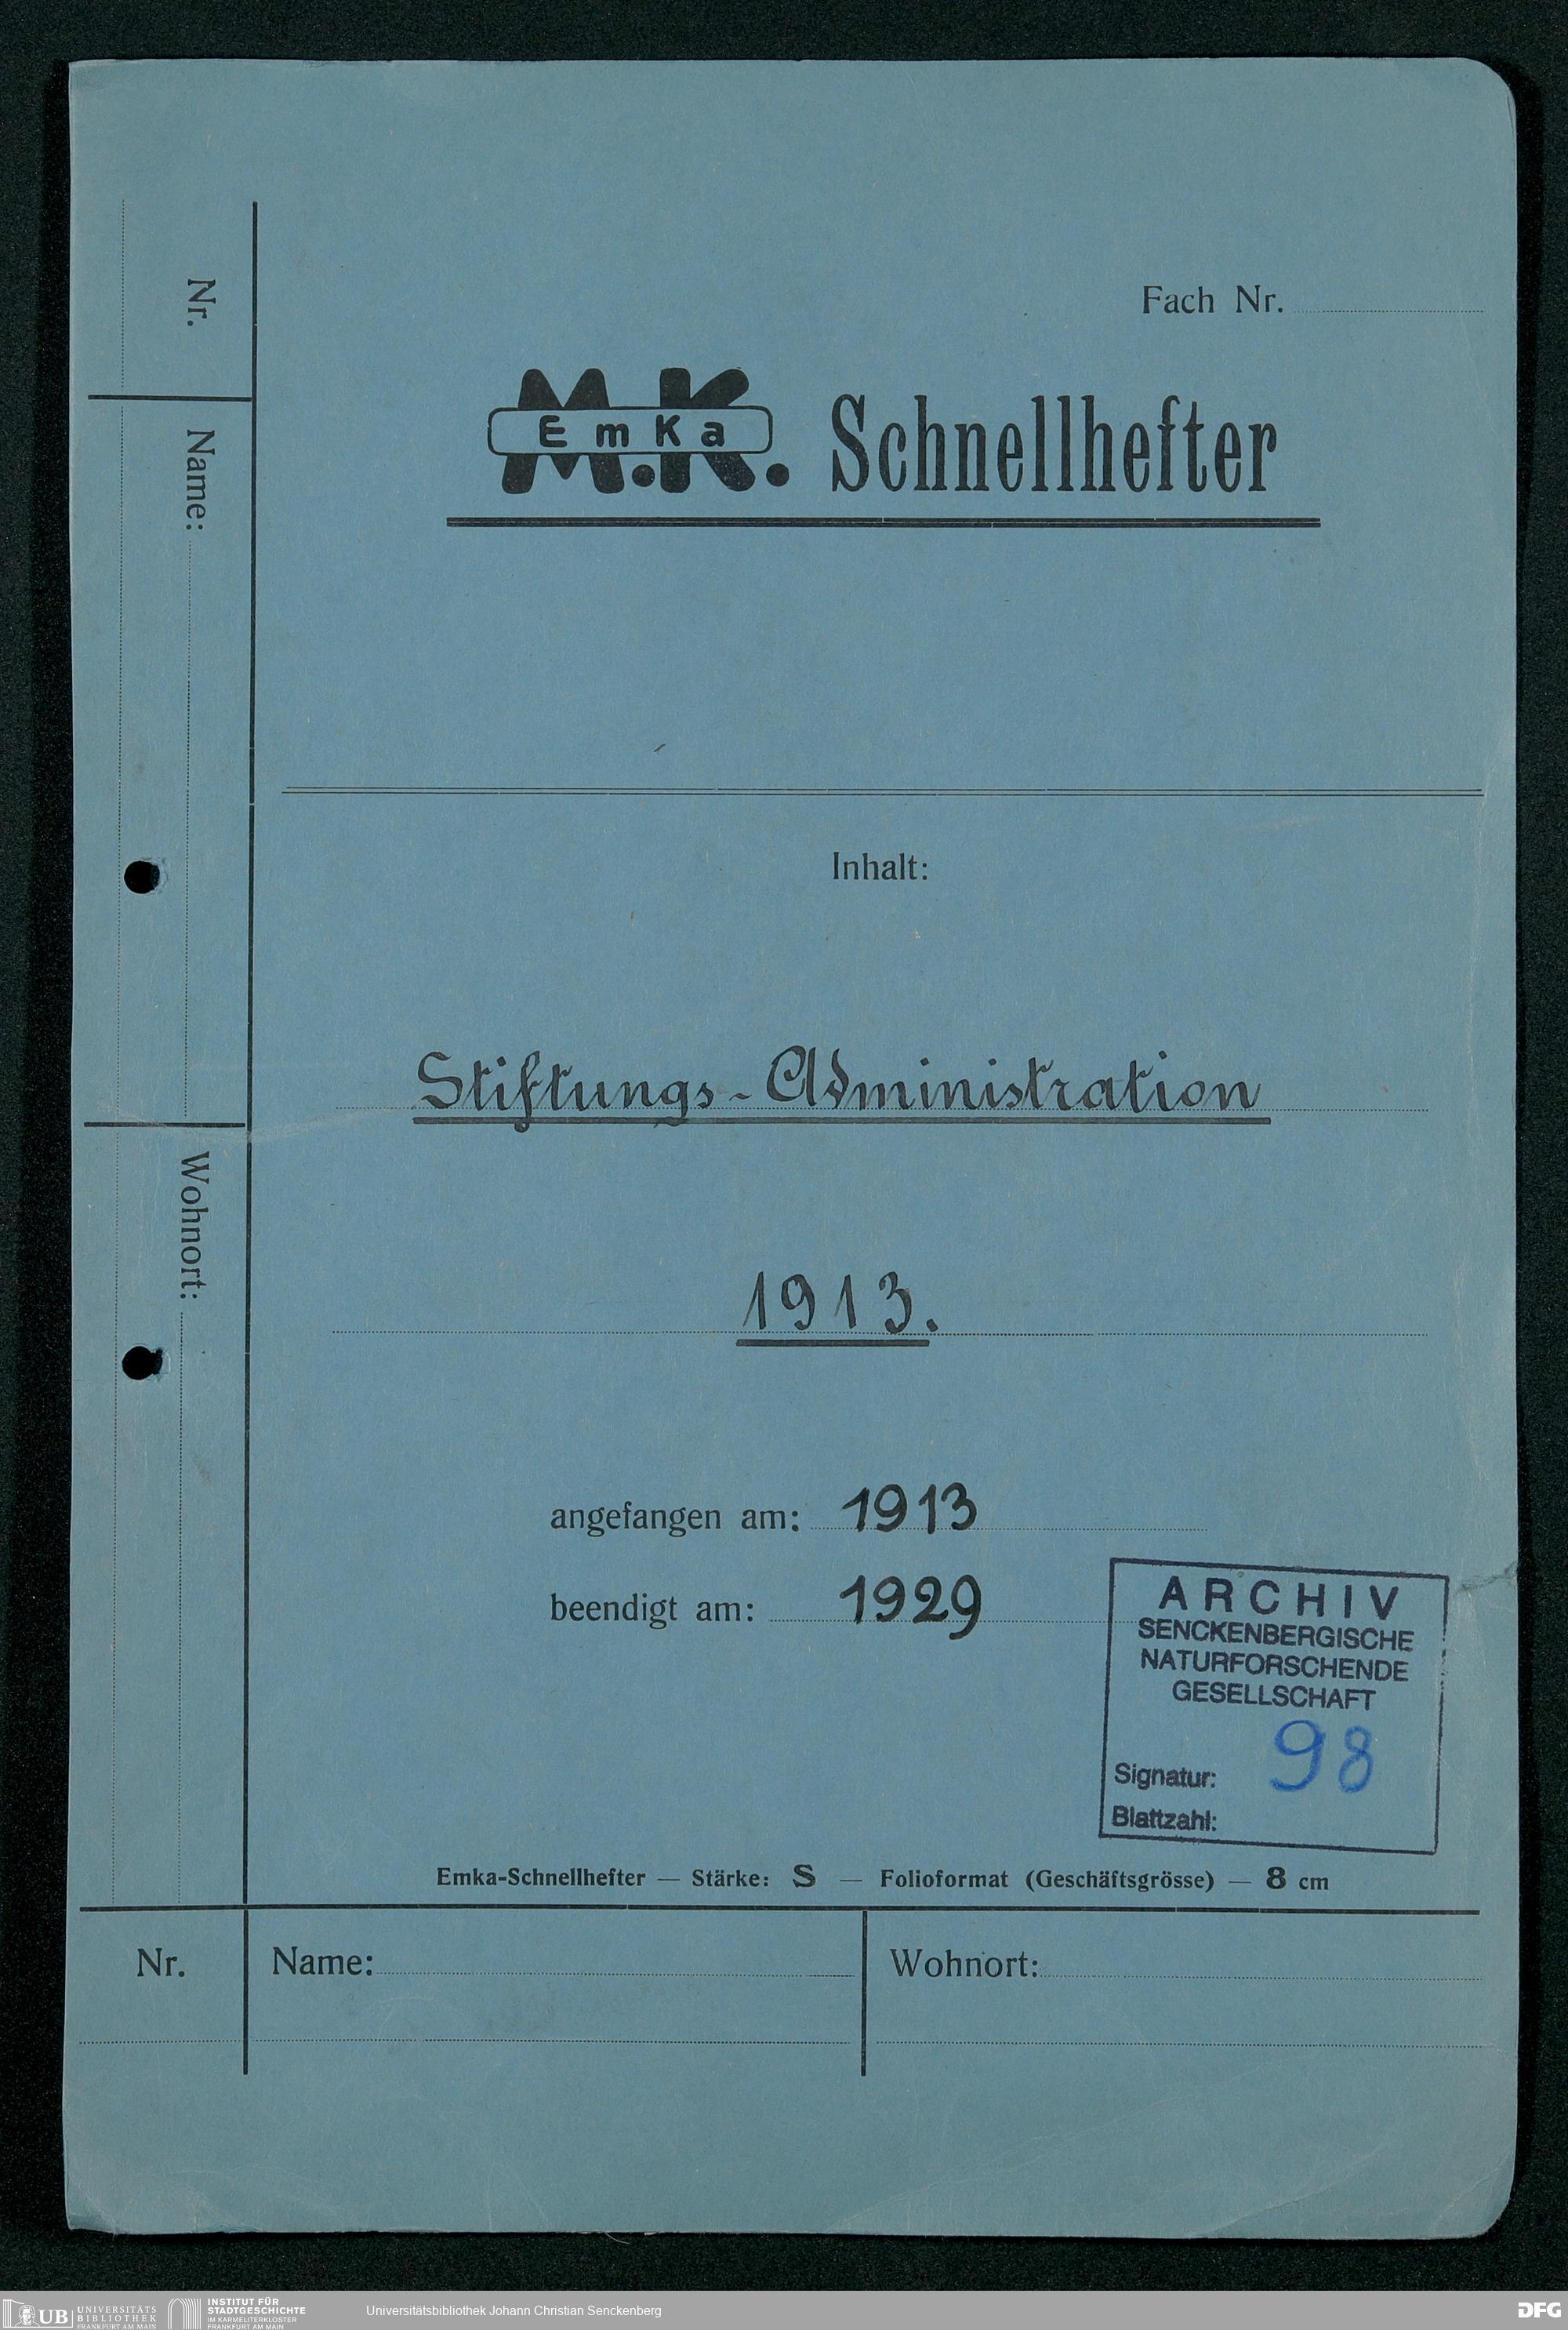 Nr.
Name:
Wohnort:
Fach Nr.
M.K. Schnellhefter
EmKa
Inhalt:
Stiftungs-Administration
1913.
angefangen am: 1913
beendigt am: 1929
ARCHIV
SENCKENBERGISCHE
NATURFORSCHENDE
GESELLSCHAFT
Signatur: 98
Blattzahl:
Emka-Schnellhefter — Stärke: S — Folioformat (Geschäftsgrösse) — 8 cm
Nr. Name: Wohnort:
UB UNIVERSITÄTS
BIBLIOTHEK
FRANKFURT AM MAIN
INSTITUT FÜR
STADTGESCHICHTE
IM KARMELITERKLOSTER
FRANKFURT AM MAIN
Universitätsbibliothek Johann Christian Senckenberg
DFG